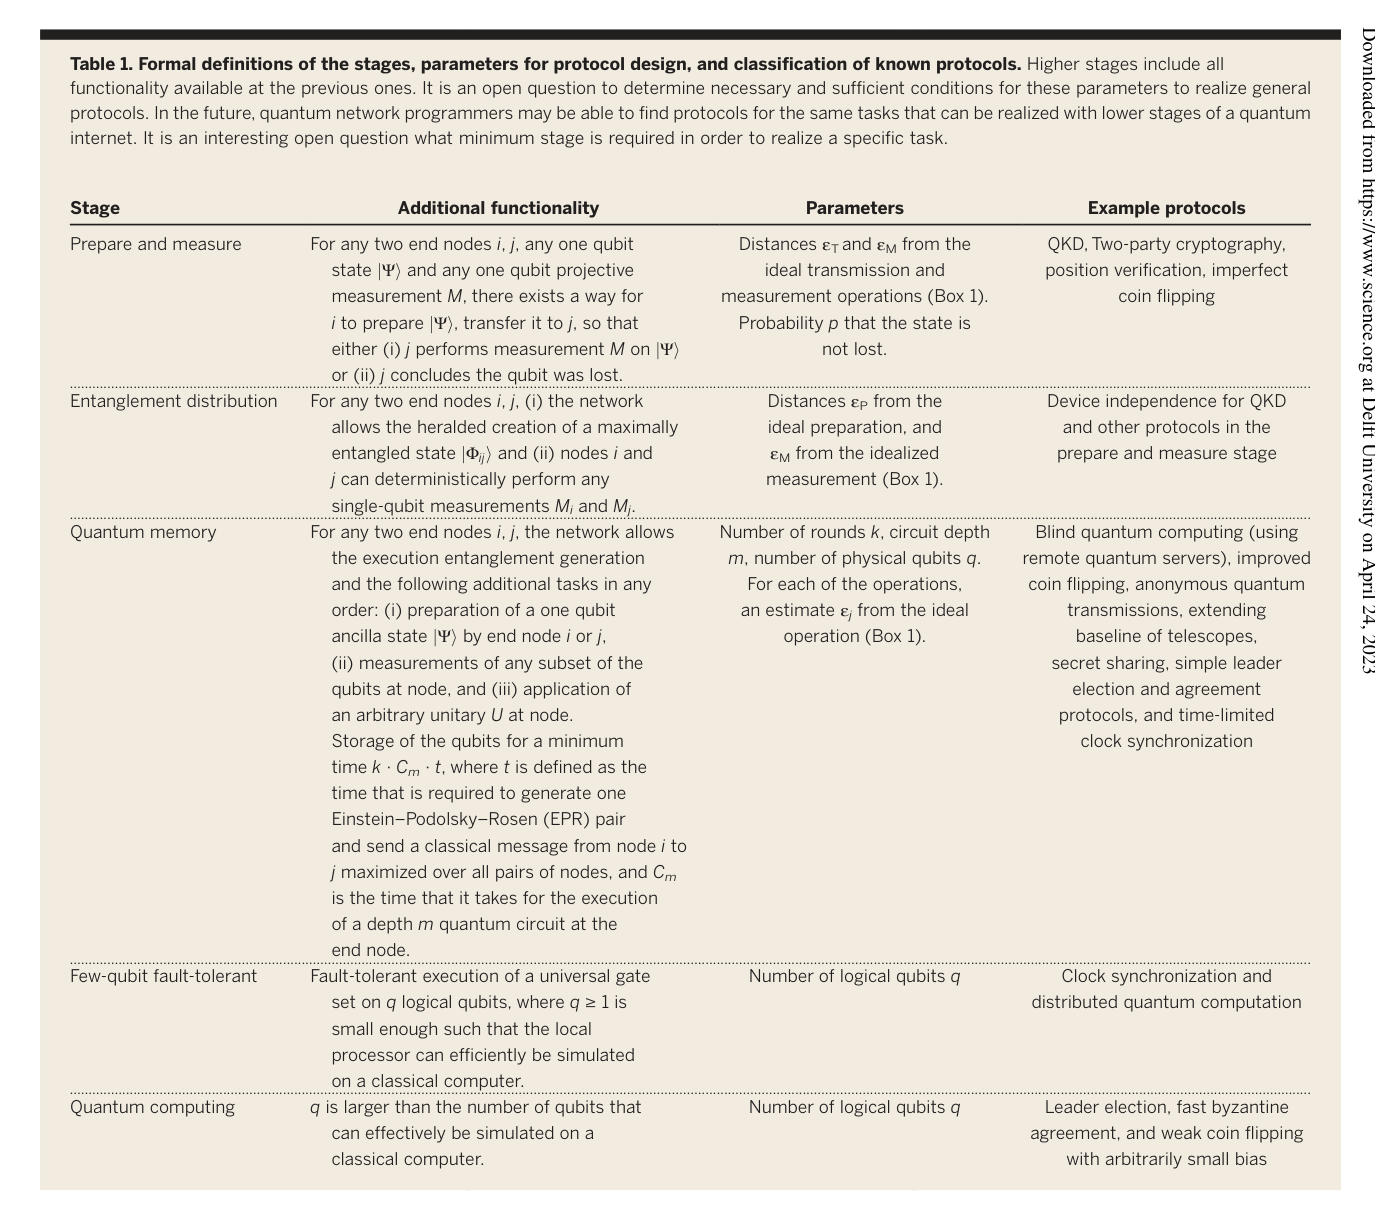 Table 1. Formal definitions of the stages, parameters for protocol design, and classification of known protocols. Higher stages include all
functionality available at the previous ones. It is an open question to determine necessary and sufficient conditions for these parameters to realize general
protocols. In the future, quantum network programmers may be able to find protocols for the same tasks that can be realized with lower stages of a quantum
internet. It is an interesting open question what minimum stage is required in order to realize a specific task.
Stage
Additional functionality
Parameters
Example protocols
Prepare and measure
For any two end nodes i, j, any one qubit
state |Ψ⟩ and any one qubit projective
measurement M, there exists a way for
i to prepare |Ψ⟩, transfer it to j, so that
either (i) j performs measurement M on |Ψ⟩
or (ii) j concludes the qubit was lost.
Distances εT and εM from the
ideal transmission and
measurement operations (Box 1).
Probability p that the state is
not lost.
QKD, Two-party cryptography,
position verification, imperfect
coin flipping
Entanglement distribution
For any two end nodes i, j, (i) the network
allows the heralded creation of a maximally
entangled state |Φij⟩ and (ii) nodes i and
j can deterministically perform any
single-qubit measurements Mi and Mj.
Distances εP from the
ideal preparation, and
εM from the idealized
measurement (Box 1).
Device independence for QKD
and other protocols in the
prepare and measure stage
Quantum memory
For any two end nodes i, j, the network allows
the execution entanglement generation
and the following additional tasks in any
order: (i) preparation of a one qubit
ancilla state |Ψ⟩ by end node i or j,
(ii) measurements of any subset of the
qubits at node, and (iii) application of
an arbitrary unitary U at node.
Storage of the qubits for a minimum
time k · Cm · t, where t is defined as the
time that is required to generate one
Einstein–Podolsky–Rosen (EPR) pair
and send a classical message from node i to
j maximized over all pairs of nodes, and Cm
is the time that it takes for the execution
of a depth m quantum circuit at the
end node.
Number of rounds k, circuit depth
m, number of physical qubits q.
For each of the operations,
an estimate εj from the ideal
operation (Box 1).
Blind quantum computing (using
remote quantum servers), improved
coin flipping, anonymous quantum
transmissions, extending
baseline of telescopes,
secret sharing, simple leader
election and agreement
protocols, and time-limited
clock synchronization
Few-qubit fault-tolerant
Fault-tolerant execution of a universal gate
set on q logical qubits, where q ≥ 1 is
small enough such that the local
processor can efficiently be simulated
on a classical computer.
Number of logical qubits q
Clock synchronization and
distributed quantum computation
Quantum computing
q is larger than the number of qubits that
can effectively be simulated on a
classical computer.
Number of logical qubits q
Leader election, fast byzantine
agreement, and weak coin flipping
with arbitrarily small bias
Downloaded from https://www.science.org at Delft University on April 24, 2023